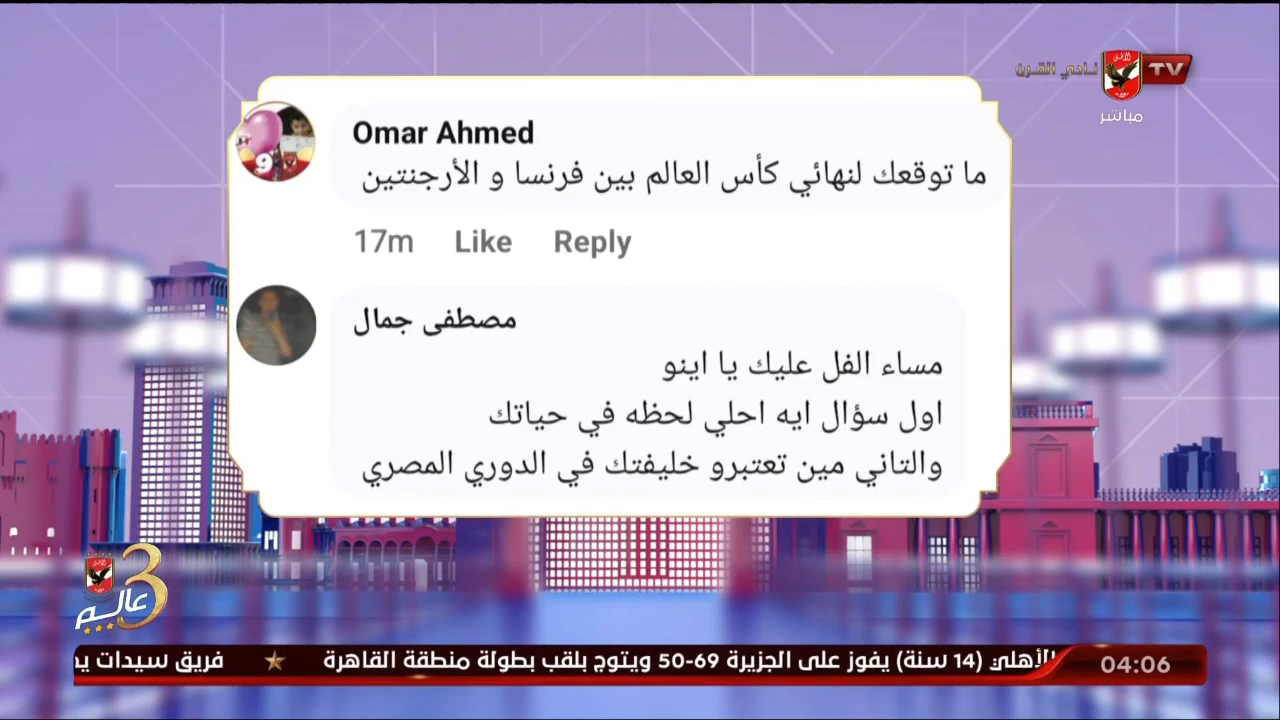 نادي القرن
TV
مباشر
Omar Ahmed
ما توقعك لنهائي كأس العالم بين فرنسا و الأرجنتين
17m Like Reply
مصطفى جمال
مساء الفل عليك يا اينو
اول سؤال ايه احلي لحظه في حياتك
والتاني مين تعتبرو خليفتك في الدوري المصري
3 عالم
الأهلي (14 سنة) يفوز على الجزيرة 69-50 ويتوج بلقب بطولة منطقة القاهرة ★ فريق سيدات
04:06